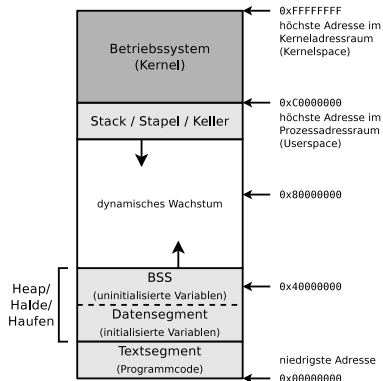 0xFFFFFFFF
höchste Adresse im
Kerneladressraum
(Kernelspace)
Betriebssystem
(Kernel)
0xC0000000
höchste Adresse im
Prozessadressraum
(Userspace)
Stack / Stapel / Keller
dynamisches Wachstum
0x80000000
Heap/
Halde/
Haufen
BSS
(uninitialisierte Variablen)
0x40000000
Datensegment
(initialisierte Variablen)
Textsegment
(Programmcode)
niedrigste Adresse
0x00000000